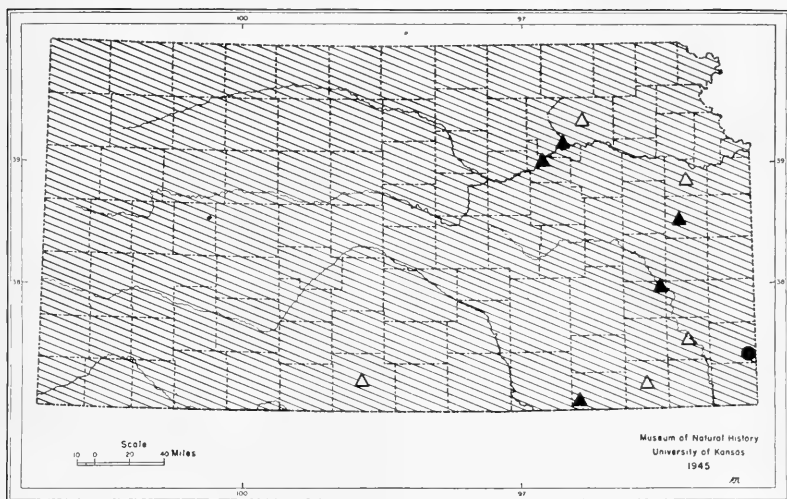 100 97
39 39
38 38
Scale
10 0 20 40 Miles
Museum of Natural History
University of Kansas
1945
100 97